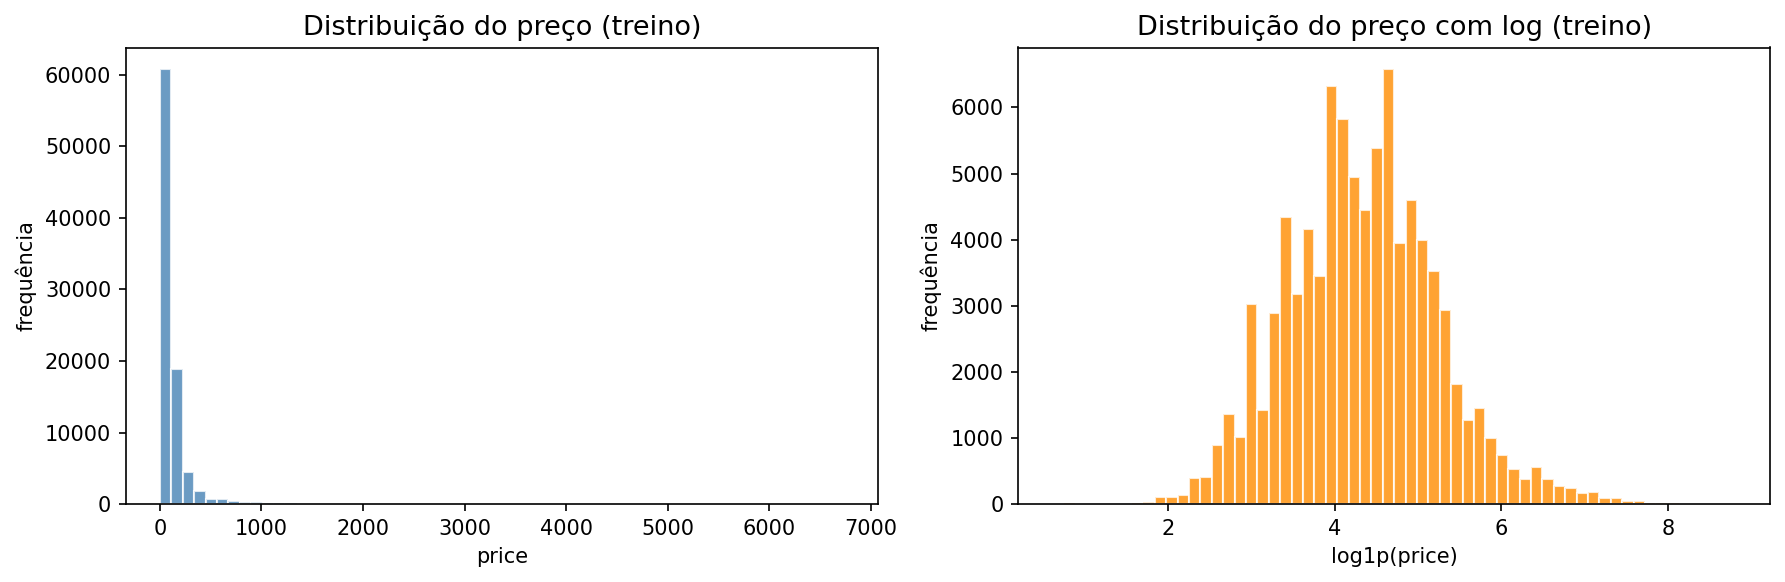 Distribuição do preço (treino)
60000
50000
40000
30000
20000
10000
0
frequência
0 1000 2000 3000 4000 5000 6000 7000
price
Distribuição do preço com log (treino)
6000
5000
4000
3000
2000
1000
0
frequência
2 4 6 8
log1p(price)